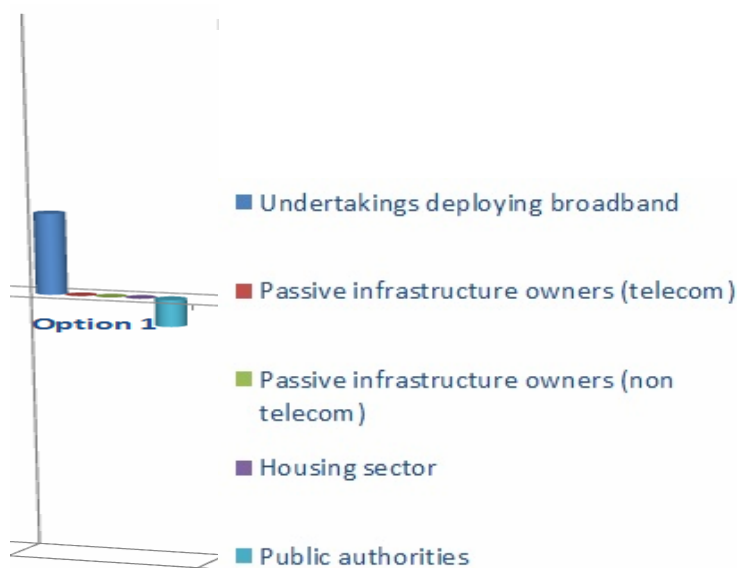 Undertakings deploying broadband
Passive infrastructure owners (telecom)
Option 1
Passive infrastructure owners (non
telecom)
Housing sector
Public authorities